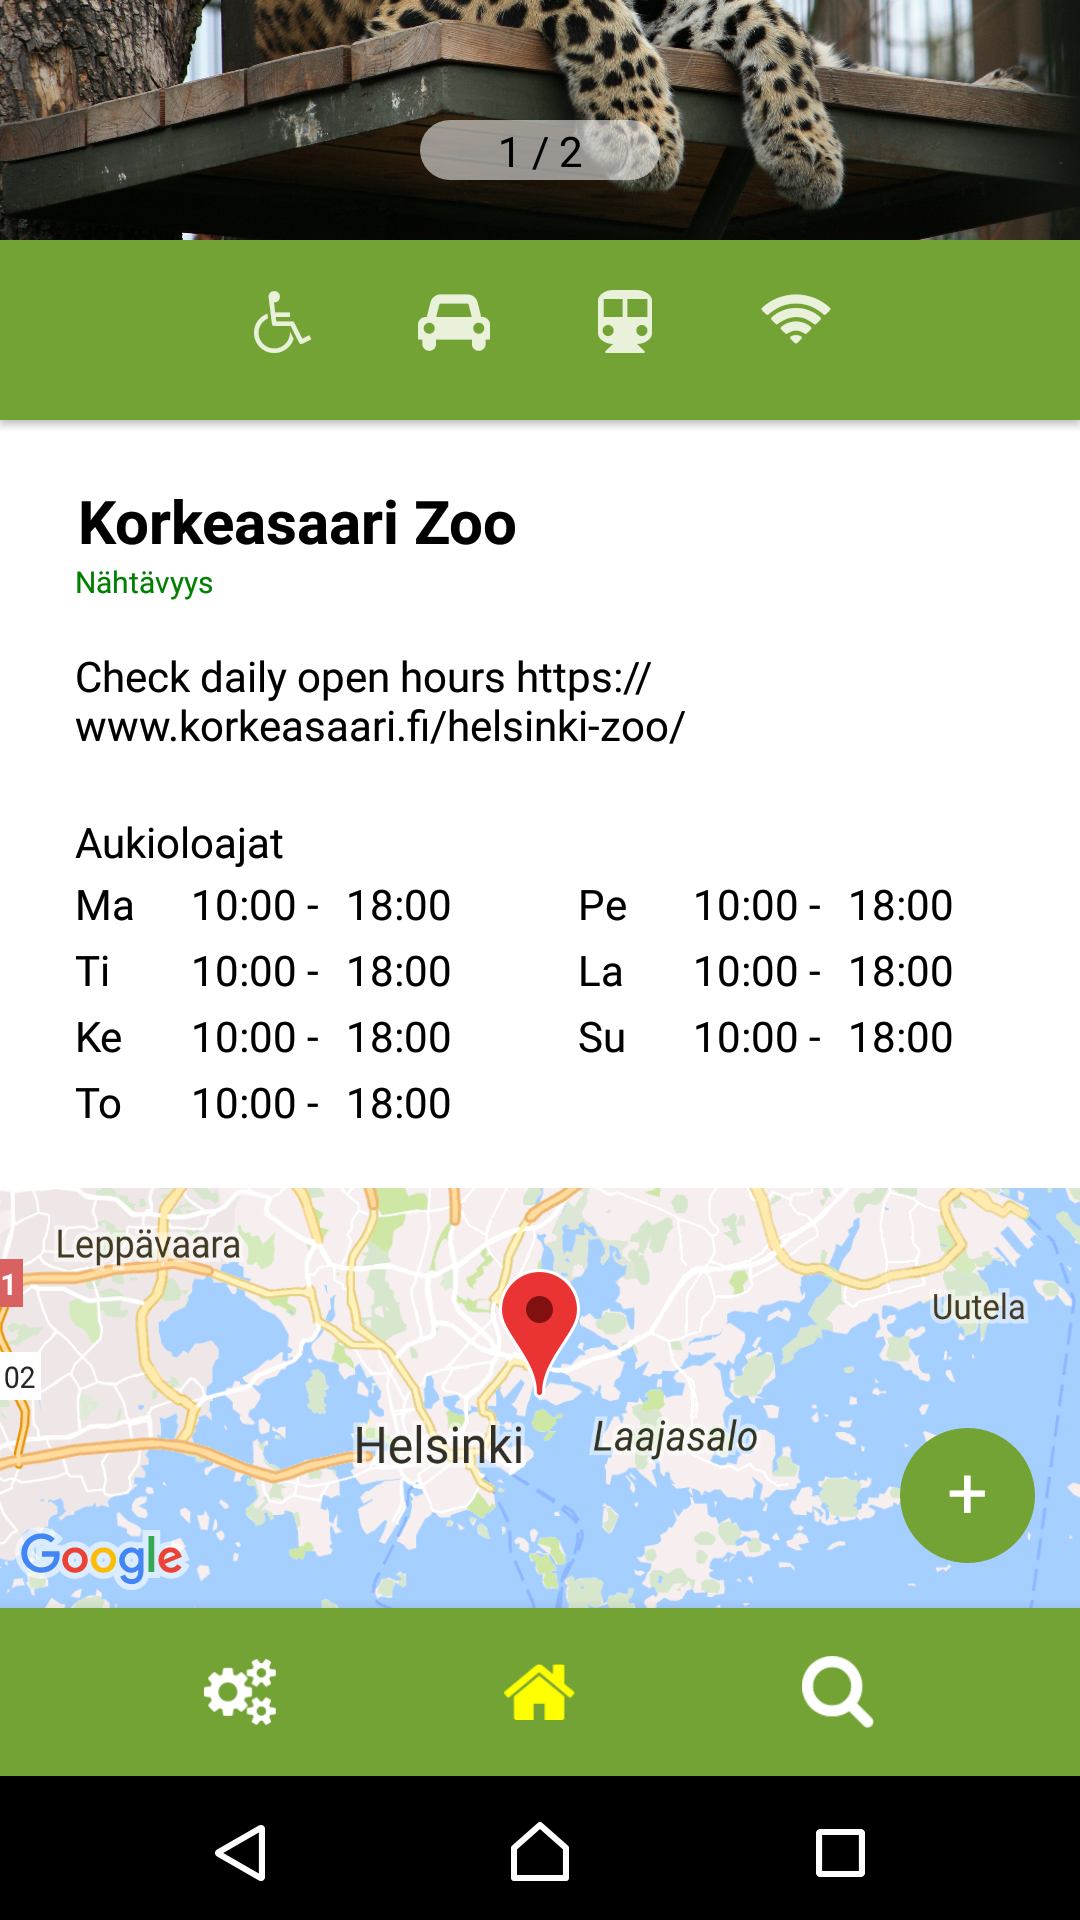 1 / 2
Korkeasaari Zoo
Nähtävyys
Check daily open hours https://
www.korkeasaari.fi/helsinki-zoo/
Aukioloajat
Ma 10:00 - 18:00 Pe 10:00 - 18:00
Ti 10:00 - 18:00 La 10:00 - 18:00
Ke 10:00 - 18:00 Su 10:00 - 18:00
To 10:00 - 18:00
Leppävaara
1
Uutela
02
Helsinki
Laajasalo
+
Google